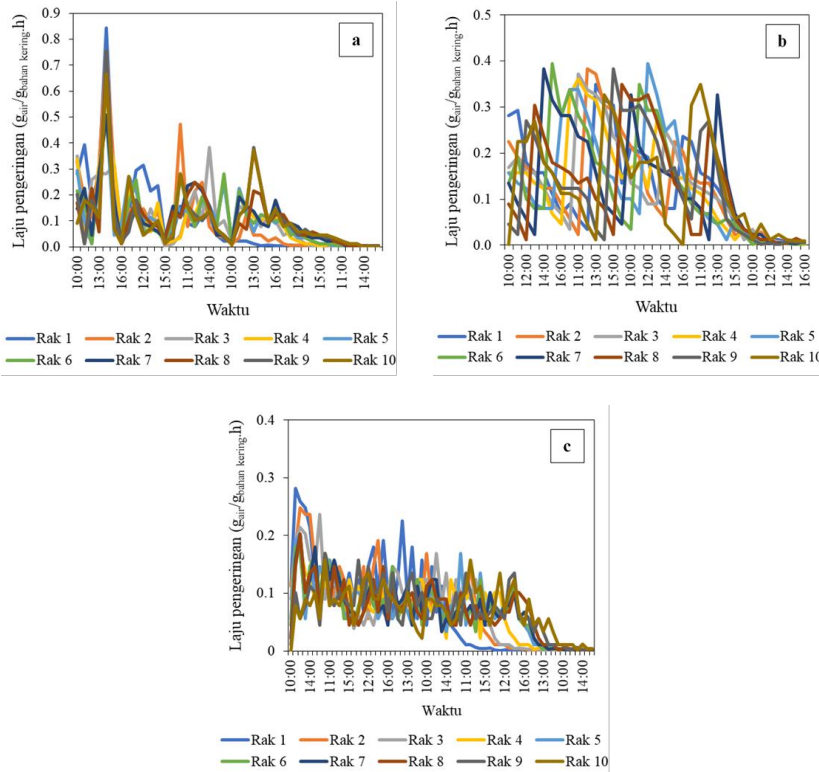 a
Laju pengeringan (gair/gbahan kering.h)
0.9
0.8
0.7
0.6
0.5
0.4
0.3
0.2
0.1
0.0
10:00 13:00 16:00 12:00 15:00 11:00 14:00 10:00 13:00 16:00 12:00 15:00 11:00 14:00
Waktu
Rak 1 Rak 2 Rak 3 Rak 4 Rak 5
Rak 6 Rak 7 Rak 8 Rak 9 Rak 10
b
Laju pengeringan (gair/gbahan kering.h)
0.5
0.4
0.3
0.2
0.1
0.0
10:00 12:00 14:00 16:00 09:00 11:00 13:00 15:00 10:00 12:00 14:00 16:00 09:00 11:00 13:00 15:00 10:00 12:00 14:00 16:00
Waktu
Rak 1 Rak 2 Rak 3 Rak 4 Rak 5
Rak 6 Rak 7 Rak 8 Rak 9 Rak 10
c
Laju pengeringan (gair/gbahan kering.h)
0.4
0.3
0.2
0.1
0
10:00 14:00 11:00 15:00 12:00 16:00 13:00 10:00 14:00 11:00 15:00 12:00 16:00 13:00 10:00 14:00
Waktu
Rak 1 Rak 2 Rak 3 Rak 4 Rak 5
Rak 6 Rak 7 Rak 8 Rak 9 Rak 10